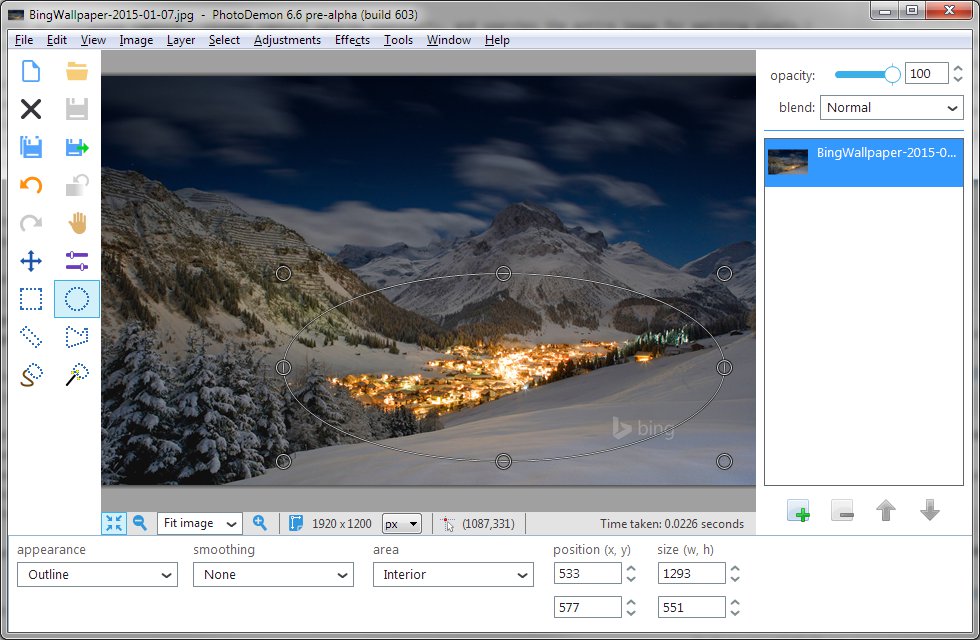 BingWallpaper-2015-01-07.jpg - PhotoDemon 6.6 pre-alpha (build 603)
File Edit View Image Layer Select Adjustments Effects Tools Window Help
opacity: 100
blend: Normal
BingWallpaper-2015-0...
bing
Fit image 1920 x 1200 px (1087,331) Time taken: 0.0226 seconds
appearance smoothing area position (x, y) size (w, h)
Outline None Interior 533 1293
577 551